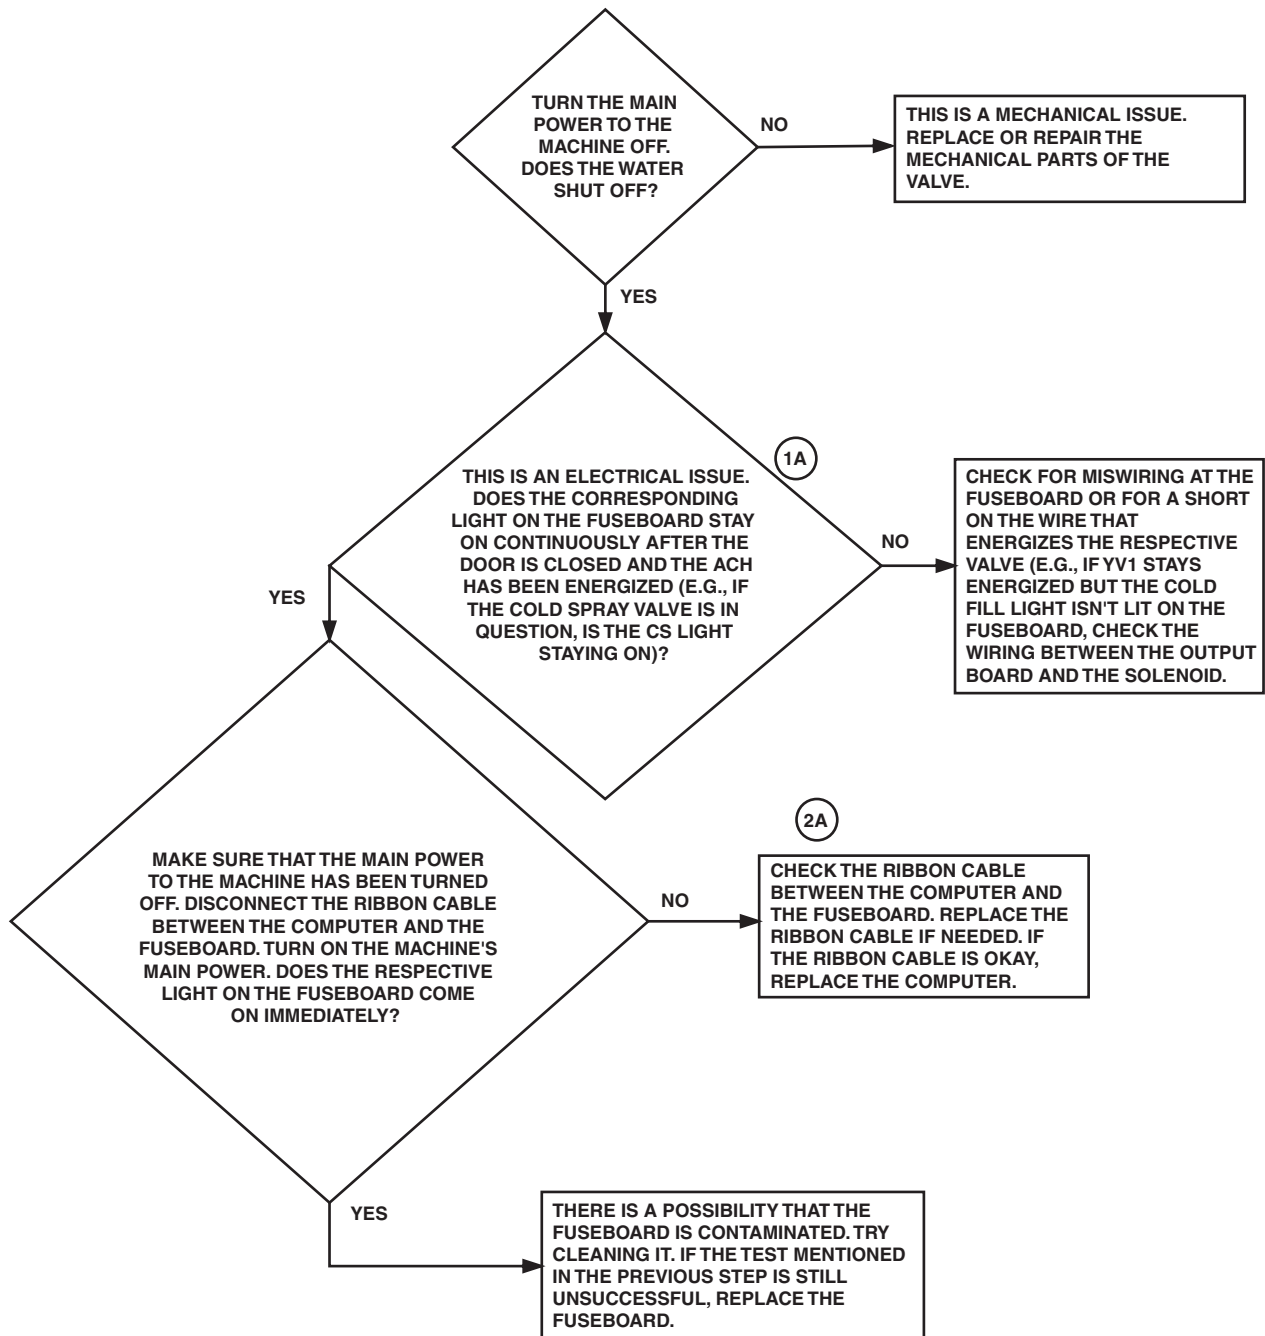 TURN THE MAIN
POWER TO THE
MACHINE OFF.
DOES THE WATER
SHUT OFF?
NO
THIS IS A MECHANICAL ISSUE.
REPLACE OR REPAIR THE
MECHANICAL PARTS OF THE
VALVE.
YES
THIS IS AN ELECTRICAL ISSUE.
DOES THE CORRESPONDING
LIGHT ON THE FUSEBOARD STAY
ON CONTINUOUSLY AFTER THE
DOOR IS CLOSED AND THE ACH
HAS BEEN ENERGIZED (E.G., IF
THE COLD SPRAY VALVE IS IN
QUESTION, IS THE CS LIGHT
STAYING ON)?
1A
NO
CHECK FOR MISWIRING AT THE
FUSEBOARD OR FOR A SHORT
ON THE WIRE THAT
ENERGIZES THE RESPECTIVE
VALVE (E.G., IF YV1 STAYS
ENERGIZED BUT THE COLD
FILL LIGHT ISN'T LIT ON THE
FUSEBOARD, CHECK THE
WIRING BETWEEN THE OUTPUT
BOARD AND THE SOLENOID.
YES
MAKE SURE THAT THE MAIN POWER
TO THE MACHINE HAS BEEN TURNED
OFF. DISCONNECT THE RIBBON CABLE
BETWEEN THE COMPUTER AND THE
FUSEBOARD. TURN ON THE MACHINE'S
MAIN POWER. DOES THE RESPECTIVE
LIGHT ON THE FUSEBOARD COME
ON IMMEDIATELY?
2A
NO
CHECK THE RIBBON CABLE
BETWEEN THE COMPUTER AND
THE FUSEBOARD. REPLACE THE
RIBBON CABLE IF NEEDED. IF
THE RIBBON CABLE IS OKAY,
REPLACE THE COMPUTER.
YES
THERE IS A POSSIBILITY THAT THE
FUSEBOARD IS CONTAMINATED. TRY
CLEANING IT. IF THE TEST MENTIONED
IN THE PREVIOUS STEP IS STILL
UNSUCCESSFUL, REPLACE THE
FUSEBOARD.